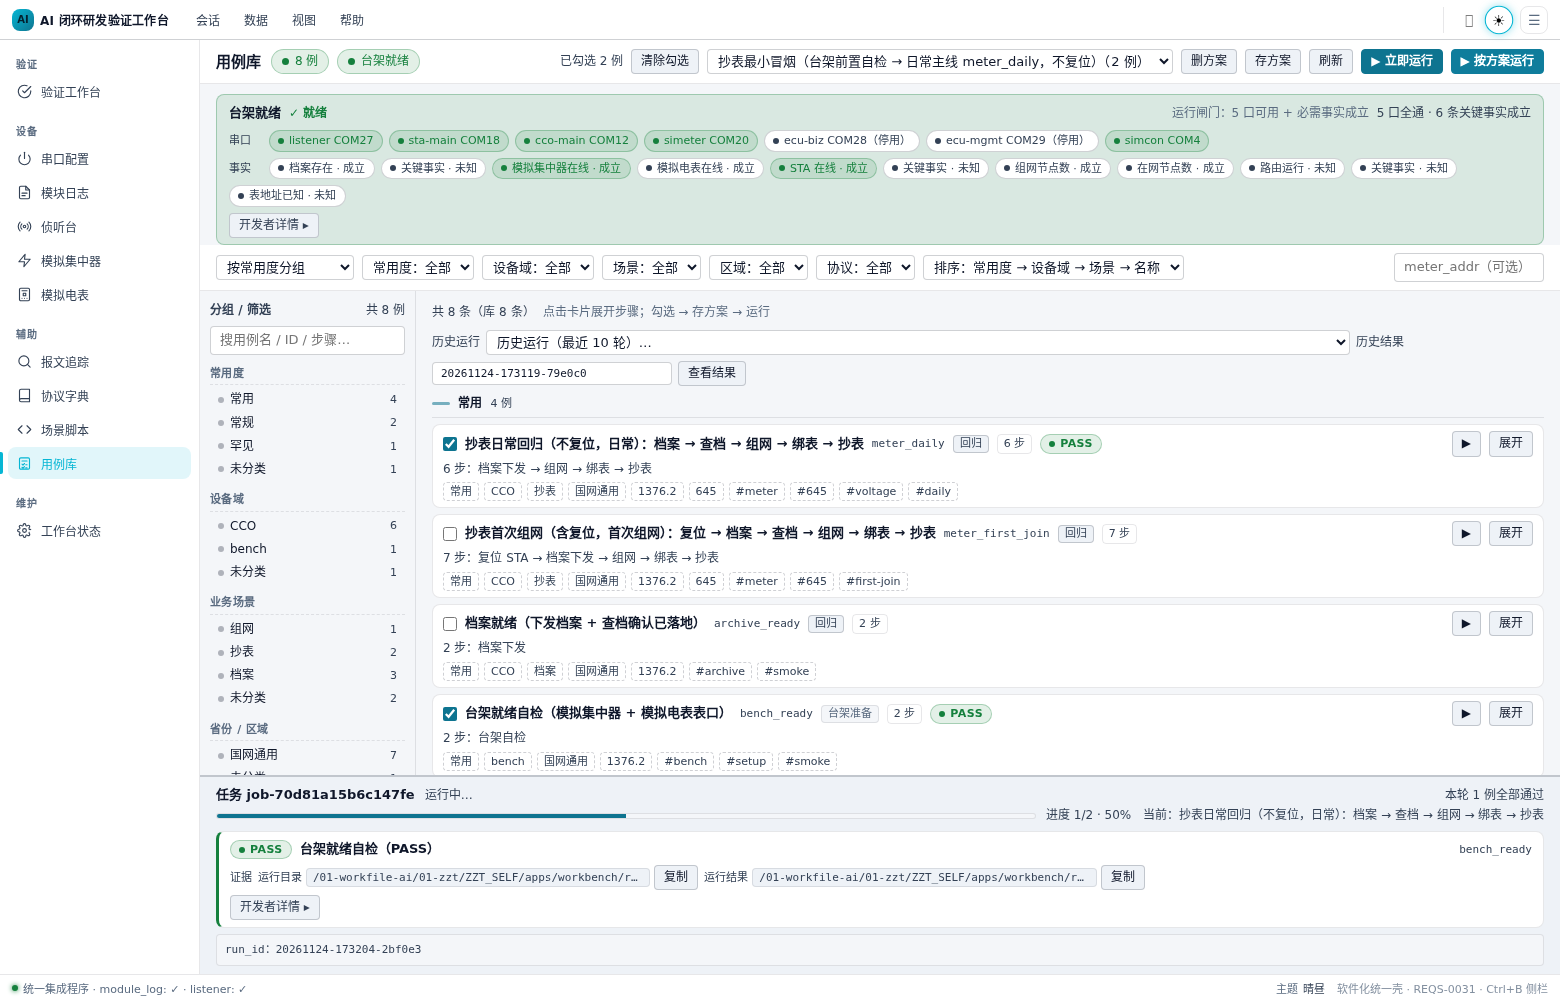 AI AI 闭环研发验证工作台 会话 数据 视图 帮助 ☀ ☰
验证
验证工作台
设备
串口配置
模块日志
侦听台
模拟集中器
模拟电表
辅助
报文追踪
协议字典
场景脚本
用例库
维护
工作台状态
用例库 8 例 台架就绪 已勾选 2 例 清除勾选 抄表最小冒烟（台架前置自检 → 日常主线 meter_daily，不复位）（2 例） 删方案 存方案 刷新 ▶ 立即运行 ▶ 按方案运行
台架就绪 ✓ 就绪 运行闸门：5 口可用 + 必需事实成立 5 口全通 · 6 条关键事实成立
串口 listener COM27 sta-main COM18 cco-main COM12 simeter COM20 ecu-biz COM28（停用） ecu-mgmt COM29（停用） simcon COM4
事实 档案存在 · 成立 关键事实 · 未知 模拟集中器在线 · 成立 模拟电表在线 · 成立 STA 在线 · 成立 关键事实 · 未知 组网节点数 · 成立 在网节点数 · 成立 路由运行 · 未知 关键事实 · 未知
表地址已知 · 未知
开发者详情 ▸
按常用度分组 常用度：全部 设备域：全部 场景：全部 区域：全部 协议：全部 排序：常用度 → 设备域 → 场景 → 名称 meter_addr（可选）
分组 / 筛选 共 8 例
搜用例名 / ID / 步骤…
常用度
常用 4
常规 2
罕见 1
未分类 1
设备域
CCO 6
bench 1
未分类 1
业务场景
组网 1
抄表 2
档案 3
未分类 2
省份 / 区域
国网通用 7
共 8 条（库 8 条） 点击卡片展开步骤；勾选 → 存方案 → 运行
历史运行 历史运行（最近 10 轮）… 历史结果
20261124-173119-79e0c0 查看结果
常用 4 例
抄表日常回归（不复位，日常）：档案 → 查档 → 组网 → 绑表 → 抄表 meter_daily 回归 6 步 PASS ▶ 展开
6 步：档案下发 → 组网 → 绑表 → 抄表
常用 CCO 抄表 国网通用 1376.2 645 #meter #645 #voltage #daily
抄表首次组网（含复位，首次组网）：复位 → 档案 → 查档 → 组网 → 绑表 → 抄表 meter_first_join 回归 7 步 ▶ 展开
7 步：复位 STA → 档案下发 → 组网 → 绑表 → 抄表
常用 CCO 抄表 国网通用 1376.2 645 #meter #645 #first-join
档案就绪（下发档案 + 查档确认已落地） archive_ready 回归 2 步 ▶ 展开
2 步：档案下发
常用 CCO 档案 国网通用 1376.2 #archive #smoke
台架就绪自检（模拟集中器 + 模拟电表表口） bench_ready 台架准备 2 步 PASS ▶ 展开
2 步：台架自检
常用 bench 国网通用 1376.2 #bench #setup #smoke
任务 job-70d81a15b6c147fe 运行中… 本轮 1 例全部通过
进度 1/2 · 50% 当前：抄表日常回归（不复位，日常）：档案 → 查档 → 组网 → 绑表 → 抄表
PASS 台架就绪自检（PASS） bench_ready
证据 运行目录 /01-workfile-ai/01-zzt/ZZT_SELF/apps/workbench/r… 复制 运行结果 /01-workfile-ai/01-zzt/ZZT_SELF/apps/workbench/r… 复制
开发者详情 ▸
run_id：20261124-173204-2bf0e3
统一集成程序 · module_log: ✓ · listener: ✓ 主题 晴昼 软件化统一壳 · REQS-0031 · Ctrl+B 侧栏